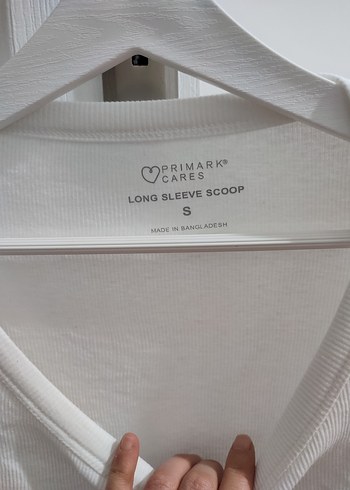 PRIMARK®
CARES
LONG SLEEVE SCOOP
S
MADE IN BANGLADESH